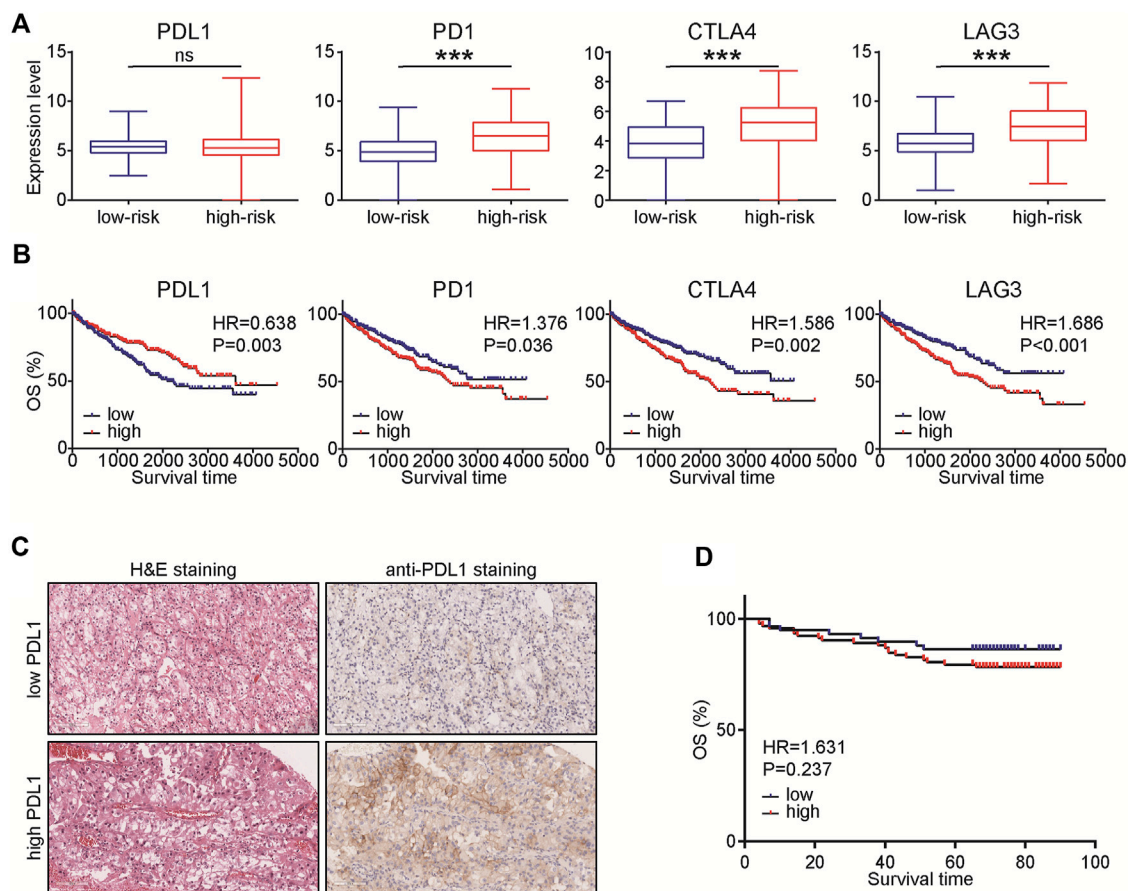 A
PDL1
PD1
CTLA4
LAG3
Expression level
15
10
5
0
ns
low-risk
high-risk
15
10
5
0
***
low-risk
high-risk
10
8
6
4
2
0
***
low-risk
high-risk
15
10
5
0
***
low-risk
high-risk
B
PDL1
OS (%)
100
50
0
HR=0.638
P=0.003
low
high
0 1000 2000 3000 4000 5000
Survival time
PD1
100
50
0
HR=1.376
P=0.036
low
high
0 1000 2000 3000 4000 5000
Survival time
CTLA4
100
50
0
HR=1.586
P=0.002
low
high
0 1000 2000 3000 4000 5000
Survival time
LAG3
100
50
0
HR=1.686
P<0.001
low
high
0 1000 2000 3000 4000 5000
Survival time
C
H&E staining
anti-PDL1 staining
low PDL1
high PDL1
D
OS (%)
100
50
0
HR=1.631
P=0.237
low
high
0 20 40 60 80 100
Survival time